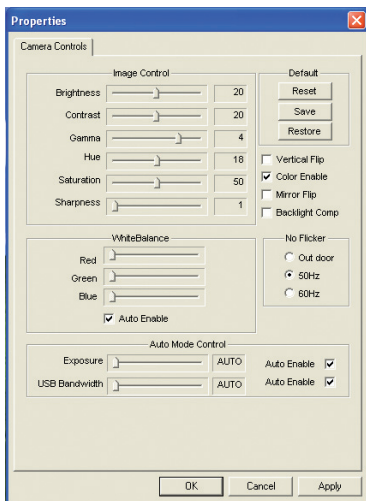 Properties
Camera Controls
Image Control
Brightness 20
Contrast 20
Gamma 4
Hue 18
Saturation 50
Sharpness 1
Default
Reset
Save
Restore
Vertical Flip
Color Enable
Mirror Flip
Backlight Comp
WhiteBalance
Red
Green
Blue
Auto Enable
No Flicker
Out door
50Hz
60Hz
Auto Mode Control
Exposure AUTO Auto Enable
USB Bandwidth AUTO Auto Enable
OK Cancel Apply